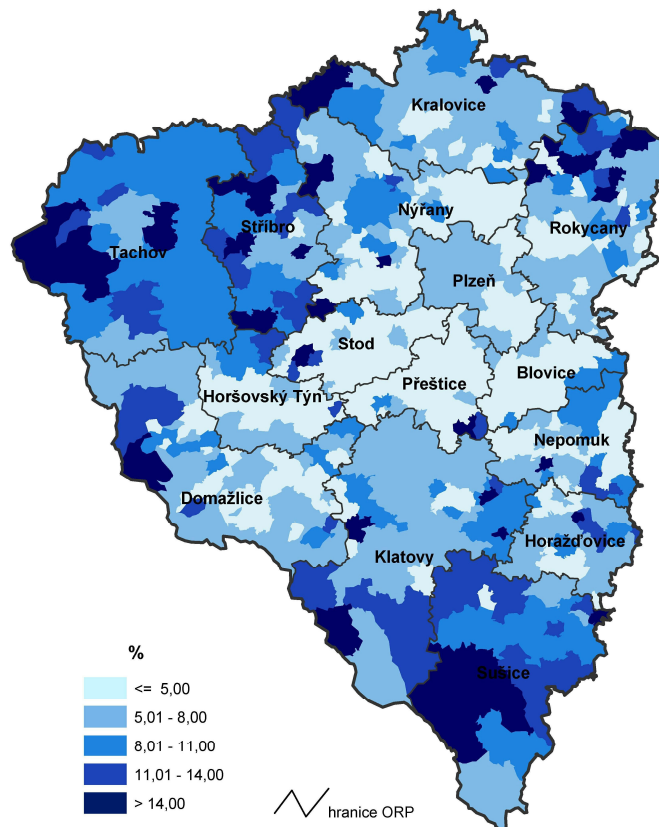 Kralovice
Nýřany
Rokycany
Stříbro
Tachov
Plzeň
Stod
Blovice
Přeštice
Horšovský Týn
Nepomuk
Domažlice
Horažďovice
Klatovy
Sušice
%
<= 5,00
5,01 - 8,00
8,01 - 11,00
11,01 - 14,00
> 14,00
hranice ORP